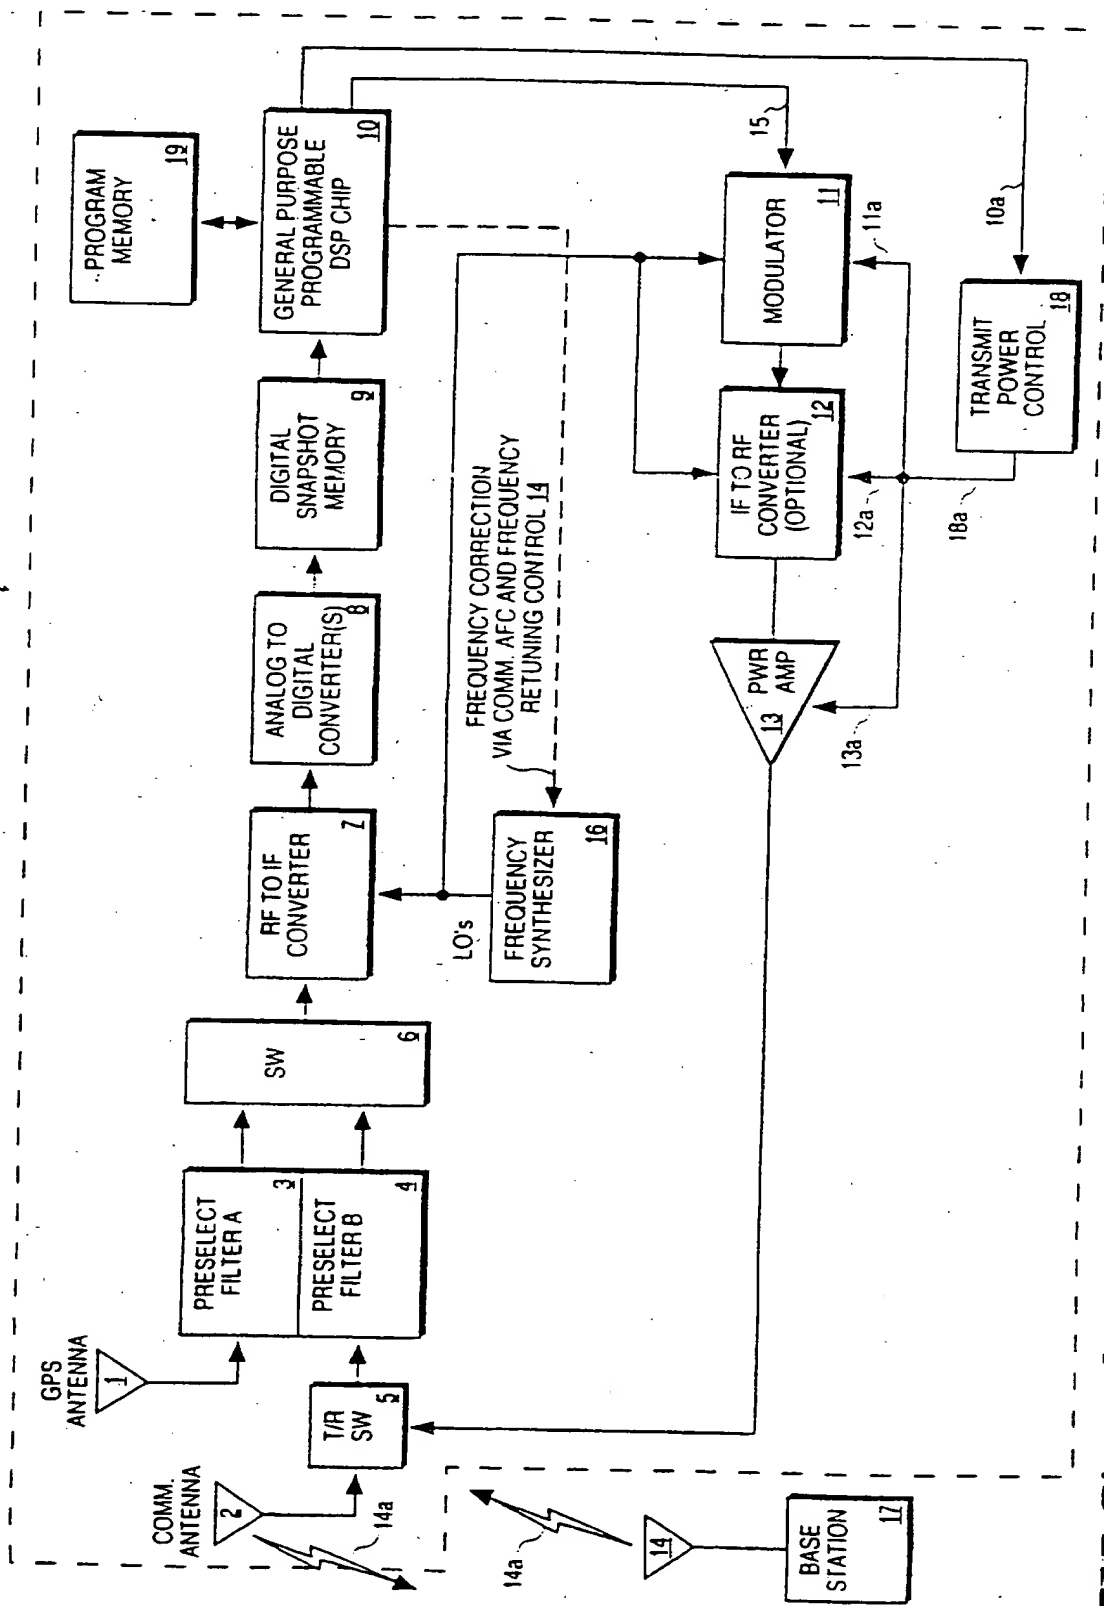 GPS
ANTENNA
1
COMM.
ANTENNA
2
14a
T/R
SW
5
PRESELECT
FILTER A
3
PRESELECT
FILTER B
4
SW
6
RF TO IF
CONVERTER
7
ANALOG TO
DIGITAL
CONVERTER(S)
8
DIGITAL
SNAPSHOT
MEMORY
9
GENERAL PURPOSE
PROGRAMMABLE
DSP CHIP
10
PROGRAM
MEMORY
19
LO's
FREQUENCY
SYNTHESIZER
16
FREQUENCY CORRECTION
VIA COMM. AFC AND FREQUENCY
RETUNING CONTROL 14
15
MODULATOR
11
11a
IF TO RF
CONVERTER
(OPTIONAL)
12
12a
PWR
AMP
13
13a
10a
TRANSMIT
POWER
CONTROL
18
18a
14a
14
BASE
STATION
17